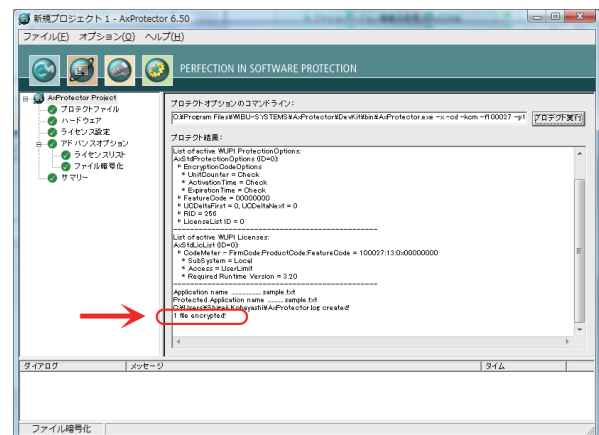 新規プロジェクト 1 - AxProtector 6.50
ファイル(F) オプション(O) ヘルプ(H)
PERFECTION IN SOFTWARE PROTECTION
AxProtector Project
プロテクトファイル
ハードウェア
ライセンス設定
アドバンスオプション
ライセンスリスト
ファイル暗号化
サマリー
プロテクトオプションのコマンドライン:
C:¥Program Files¥WIBU-SYSTEMS¥AxProtector¥DevKit¥bin¥AxProtector.exe -x -cd -kcm -f100027 -p1
プロテクト実行
プロテクト結果:
List of active WUPI ProtectionOptions:
AxStdProtectionOptions (ID=0):
* EncryptionCodeOptions
* UnitCounter = Check
* ActivationTime = Check
* ExpirationTime = Check
* FeatureCode = 00000000
* UCDeltaFirst = 0, UCDeltaNext = 0
* RID = 256
* LicenseList ID = 0
List of active WUPI Licenses:
AxStdLicList (ID=0):
* CodeMeter - FirmCode:ProductCode:FeatureCode = 100027:13:0x00000000
* SubSystem = Local
* Access = UserLimit
* Required Runtime Version = 3.20
Application name ............... sample.txt
Protected Application name ........ sample.txt
C:¥Users¥Shinji Kobayashi¥AxProtector.log created!
1 file encrypted!
ダイアログ メッセージ タイム
ファイル暗号化